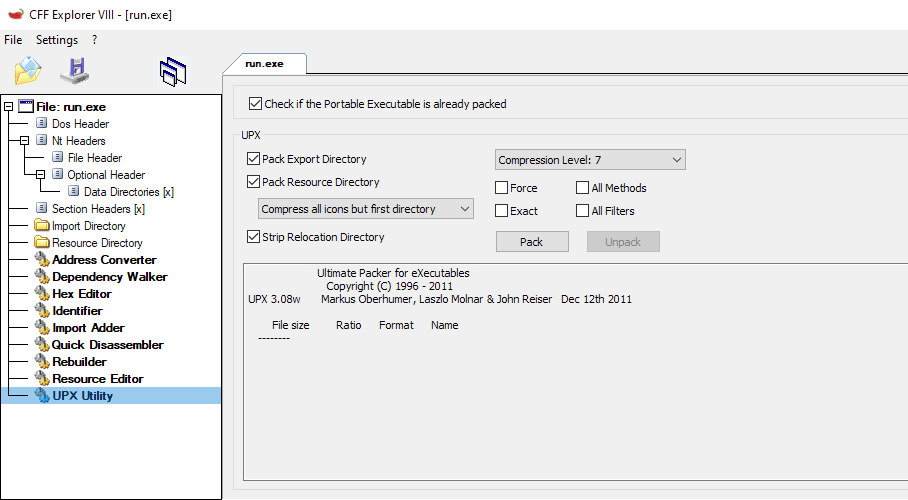 CFF Explorer VIII - [run.exe]
File Settings ?
run.exe
File: run.exe
Dos Header
Nt Headers
File Header
Optional Header
Data Directories [x]
Section Headers [x]
Import Directory
Resource Directory
Address Converter
Dependency Walker
Hex Editor
Identifier
Import Adder
Quick Disassembler
Rebuilder
Resource Editor
UPX Utility
Check if the Portable Executable is already packed
UPX
Pack Export Directory
Compression Level: 7
Pack Resource Directory
Force All Methods
Compress all icons but first directory
Exact All Filters
Strip Relocation Directory
Pack Unpack
Ultimate Packer for eXecutables
Copyright (C) 1996 - 2011
UPX 3.08w Markus Oberhumer, Laszlo Molnar & John Reiser Dec 12th 2011
File size Ratio Format Name
--------